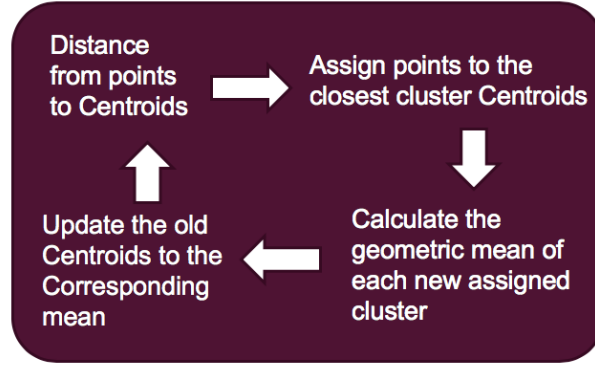 Distance
from points
to Centroids
Assign points to the
closest cluster Centroids
Calculate the
geometric mean of
each new assigned
cluster
Update the old
Centroids to the
Corresponding
mean